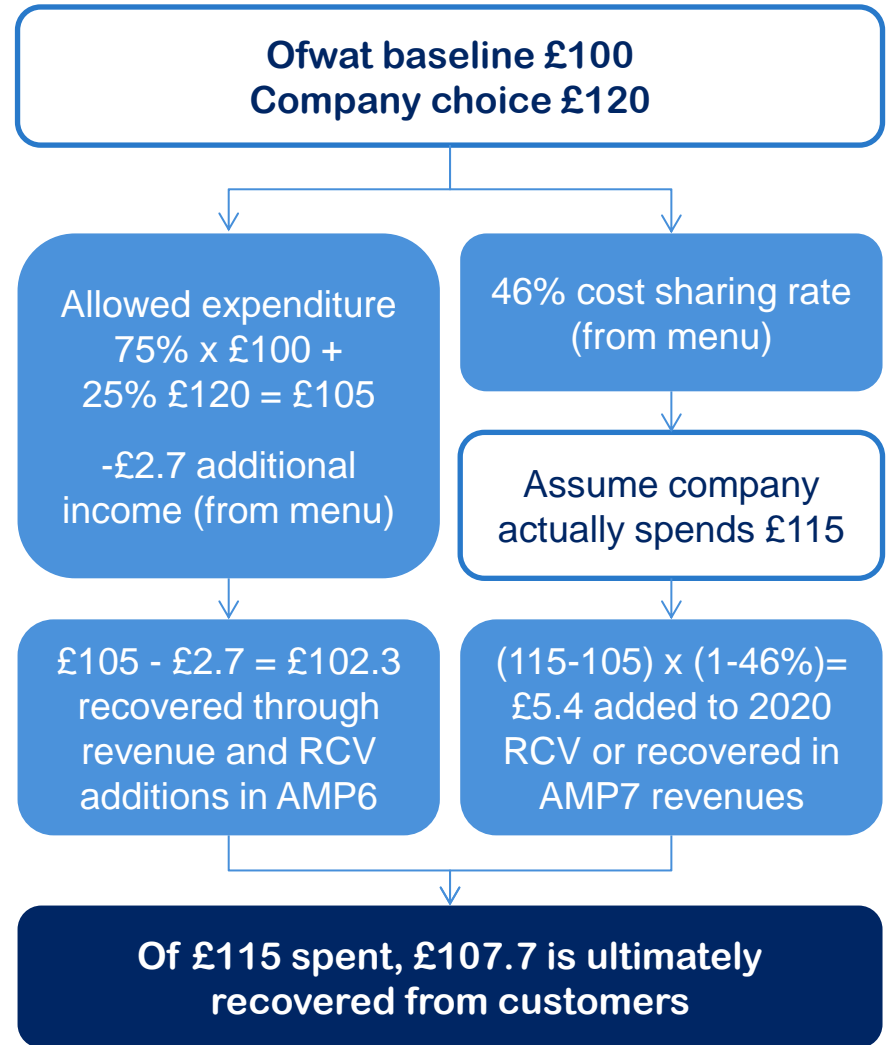 Ofwat baseline £100
Company choice £120
Allowed expenditure
75% x £100 +
25% £120 = £105
-£2.7 additional
income (from menu)
46% cost sharing rate
(from menu)
Assume company
actually spends £115
£105 - £2.7 = £102.3
recovered through
revenue and RCV
additions in AMP6
(115-105) x (1-46%)=
£5.4 added to 2020
RCV or recovered in
AMP7 revenues
Of £115 spent, £107.7 is ultimately
recovered from customers